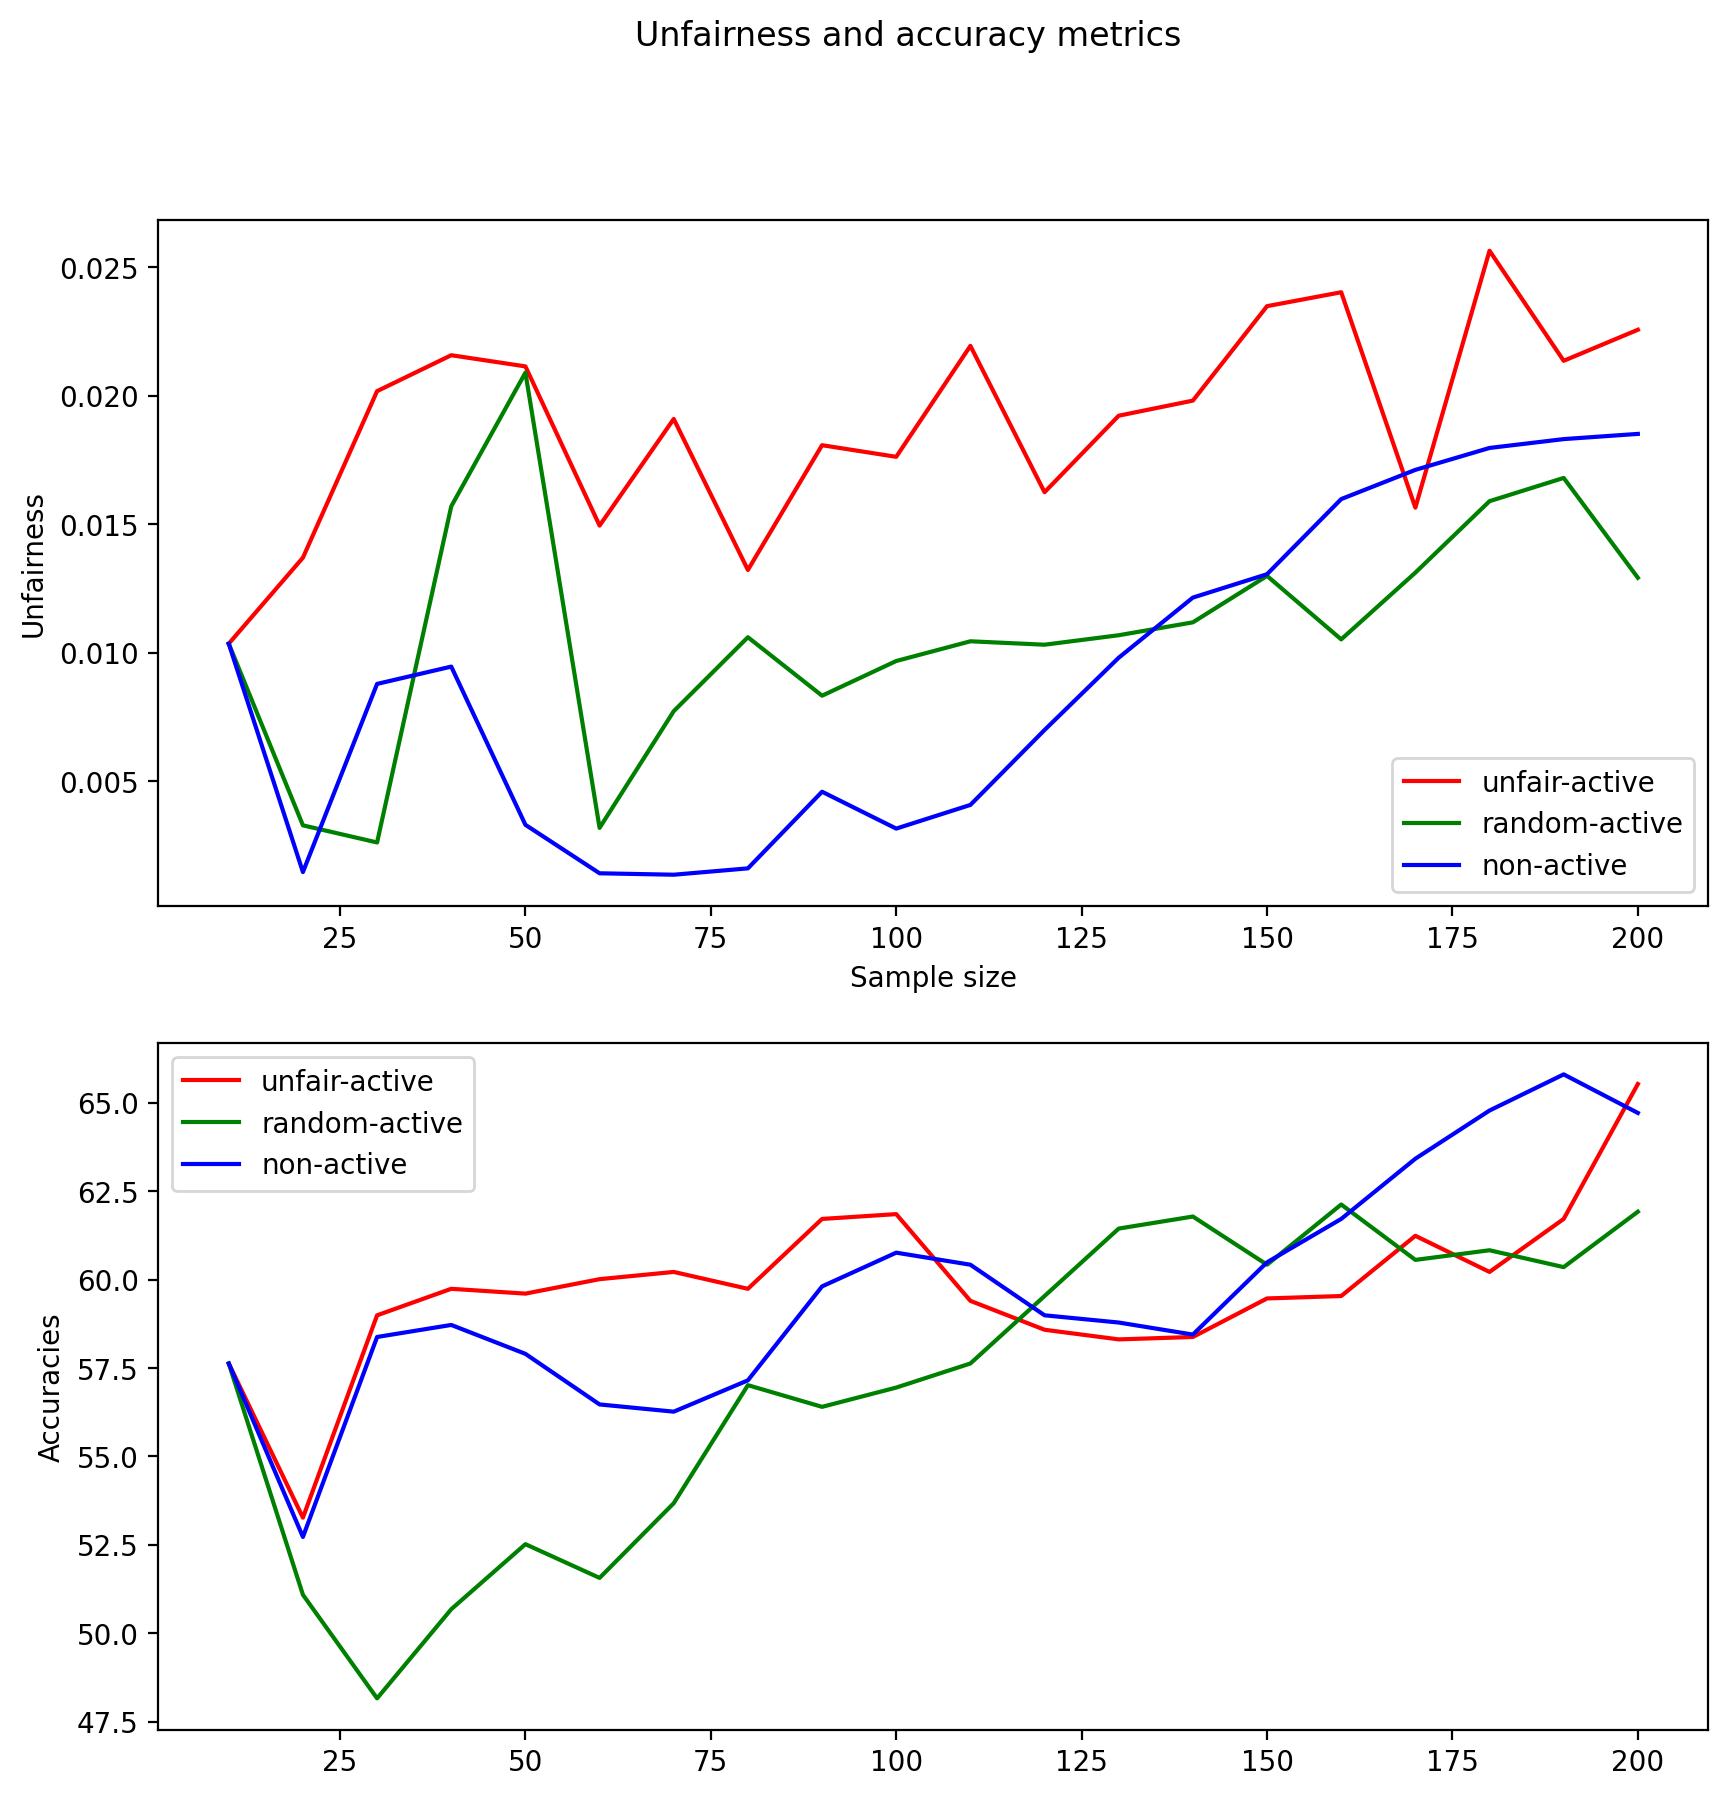 Unfairness and accuracy metrics
0.025
0.020
0.015
0.010
0.005
Unfairness
unfair-active
random-active
non-active
25 50 75 100 125 150 175 200
Sample size
unfair-active
random-active
non-active
65.0
62.5
60.0
57.5
55.0
52.5
50.0
47.5
Accuracies
25 50 75 100 125 150 175 200